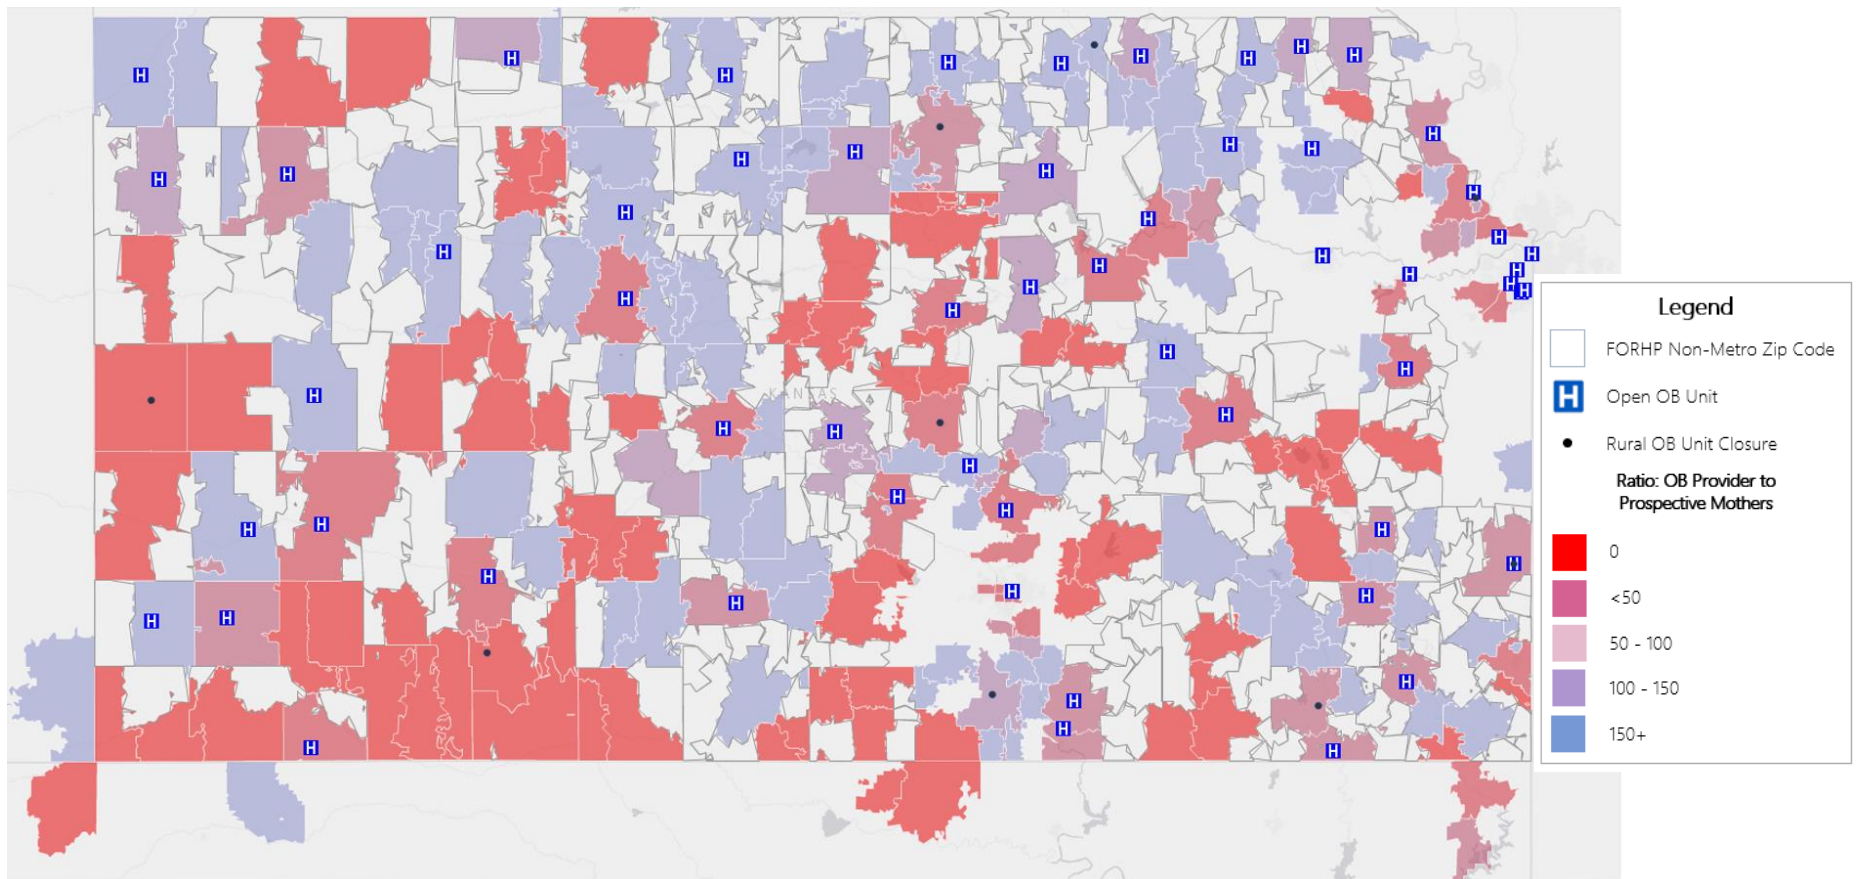 KANSAS
Legend
FORHP Non-Metro Zip Code
H Open OB Unit
Rural OB Unit Closure
Ratio: OB Provider to
Prospective Mothers
0
<50
50 - 100
100 - 150
150+